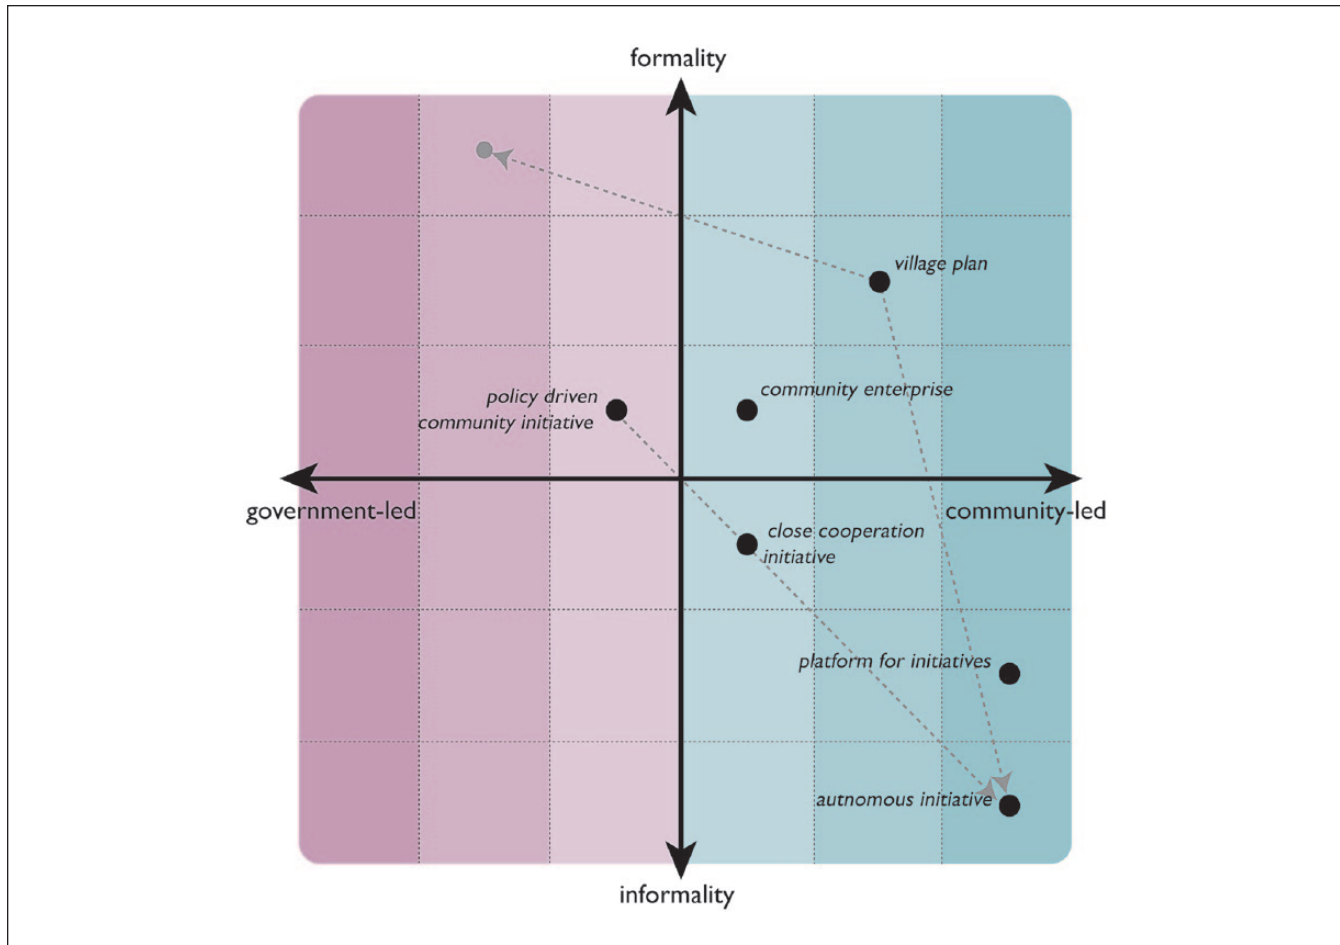 formality
village plan
policy driven
community initiative
community enterprise
government-led
community-led
close cooperation
initiative
platform for initiatives
autnomous initiative
informality